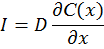 I = D ∂C(x)/∂x